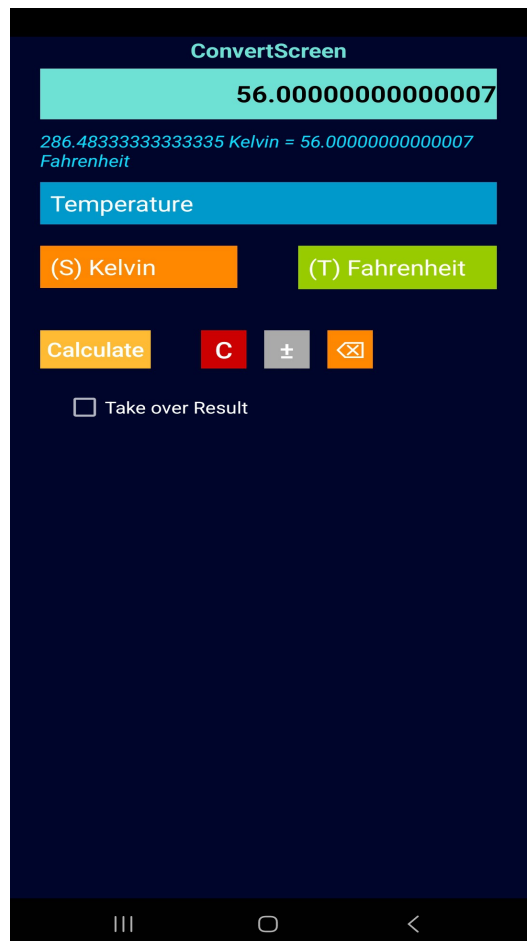 ConvertScreen
56.00000000000007
286.48333333333335 Kelvin = 56.00000000000007
Fahrenheit
Temperature
(S) Kelvin (T) Fahrenheit
Calculate C ± ⌫
Take over Result